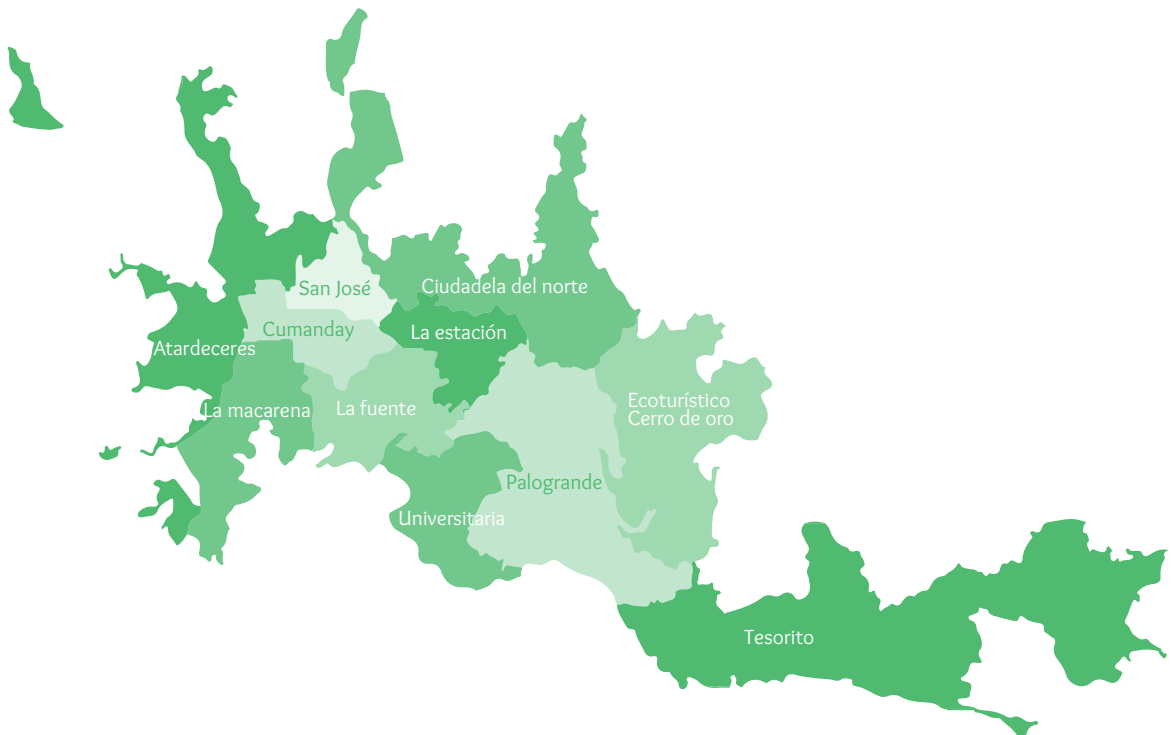 San José
Ciudadela del norte
Cumanday
La estación
Atardeceres
La macarena
La fuente
Ecoturístico
Cerro de oro
Palogrande
Universitaria
Tesorito